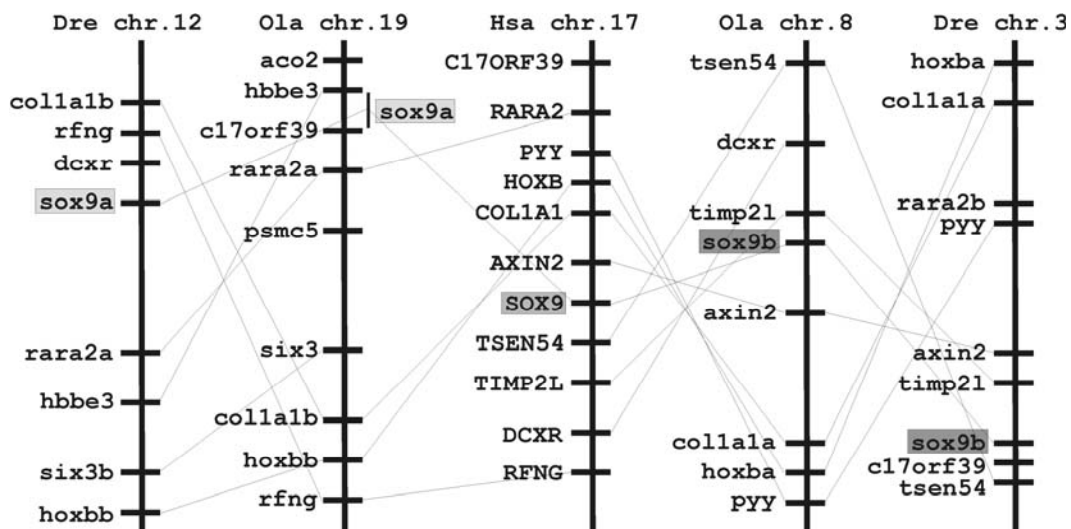 Dre chr.12
Ola chr.19
Hsa chr.17
Ola chr.8
Dre chr.3
col1a1b
rfng
dcxr
sox9a
rara2a
hbbe3
six3b
hoxbb
aco2
hbbe3
sox9a
c17orf39
rara2a
psmc5
six3
col1a1b
hoxbb
rfng
C17ORF39
RARA2
PYY
HOXB
COL1A1
AXIN2
SOX9
TSEN54
TIMP2L
DCXR
RFNG
tsen54
dcxr
timp2l
sox9b
axin2
col1a1a
hoxba
pyy
hoxba
col1a1a
rara2b
pyy
axin2
timp2l
sox9b
c17orf39
tsen54